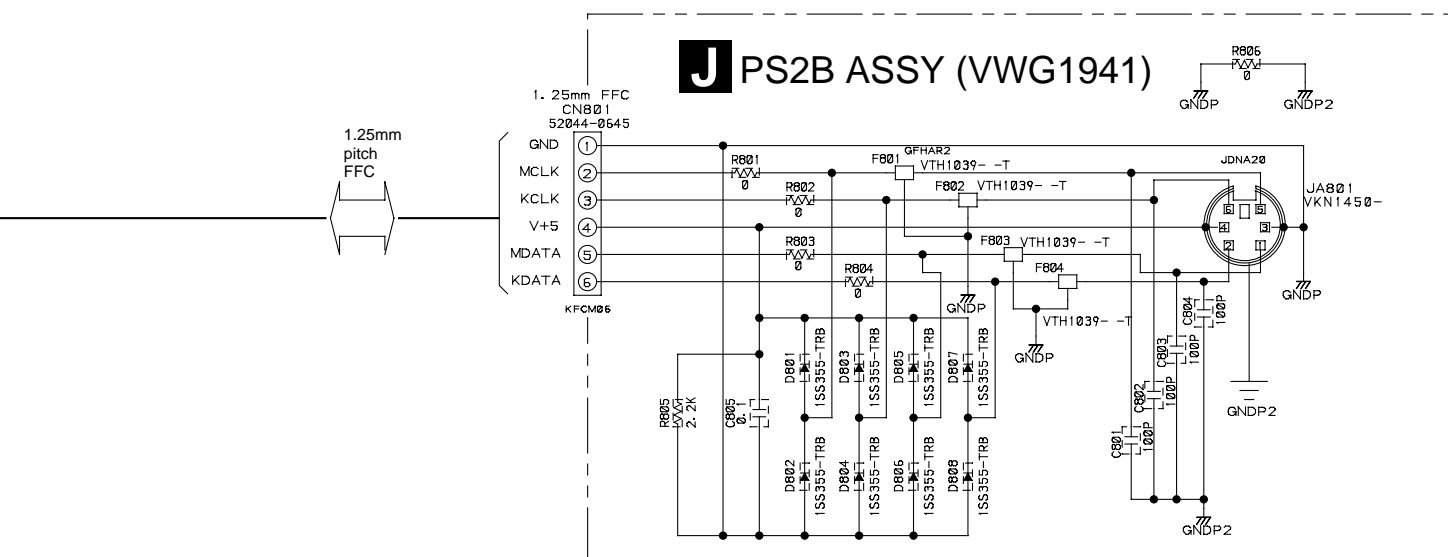 J PS2B ASSY (VWG1941)
R806
0
GNDP
GNDP2
1. 25mm FFC
CN801
52044-0645
1.25mm
pitch
FFC
GND 1
MCLK 2
KCLK 3
V+5 4
MDATA 5
KDATA 6
KFCM06
R801
0
R802
0
R803
0
R804
0
GFHAR2
F801 VTH1039- -T
F802 VTH1039- -T
F803 VTH1039- -T
F804
VTH1039- -T
GNDP
GNDP
JDNA20
JA801
VKN1450-
6 5
4 3
2 1
GNDP
GNDP2
R805
2. 2K
C805
0.1
D801
1SS355-TRB
D803
1SS355-TRB
D805
1SS355-TRB
D807
1SS355-TRB
D802
1SS355-TRB
D804
1SS355-TRB
D806
1SS355-TRB
D808
1SS355-TRB
C804
100P
C803
100P
C802
100P
C801
100P
GNDP2